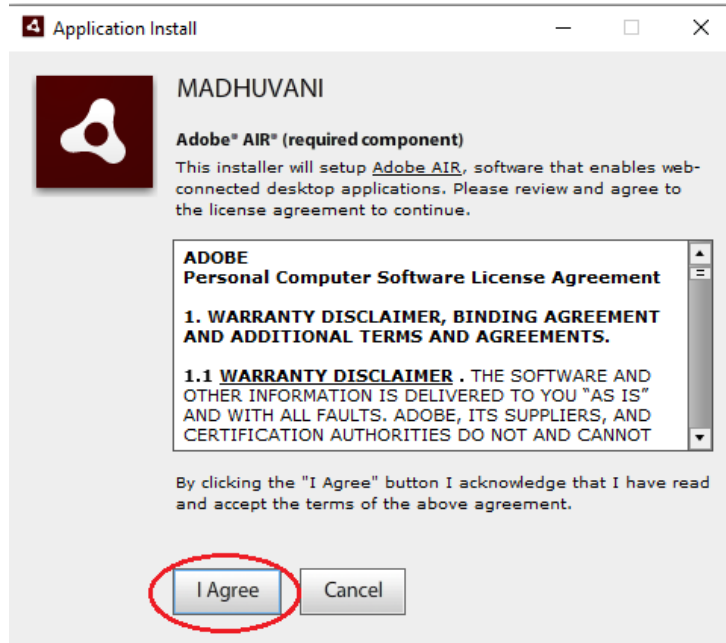 Application Install
MADHUVANI
Adobe® AIR® (required component)
This installer will setup Adobe AIR, software that enables web-
connected desktop applications. Please review and agree to
the license agreement to continue.
ADOBE
Personal Computer Software License Agreement
1. WARRANTY DISCLAIMER, BINDING AGREEMENT
AND ADDITIONAL TERMS AND AGREEMENTS.
1.1 WARRANTY DISCLAIMER . THE SOFTWARE AND
OTHER INFORMATION IS DELIVERED TO YOU “AS IS”
AND WITH ALL FAULTS. ADOBE, ITS SUPPLIERS, AND
CERTIFICATION AUTHORITIES DO NOT AND CANNOT
By clicking the "I Agree" button I acknowledge that I have read
and accept the terms of the above agreement.
I Agree
Cancel